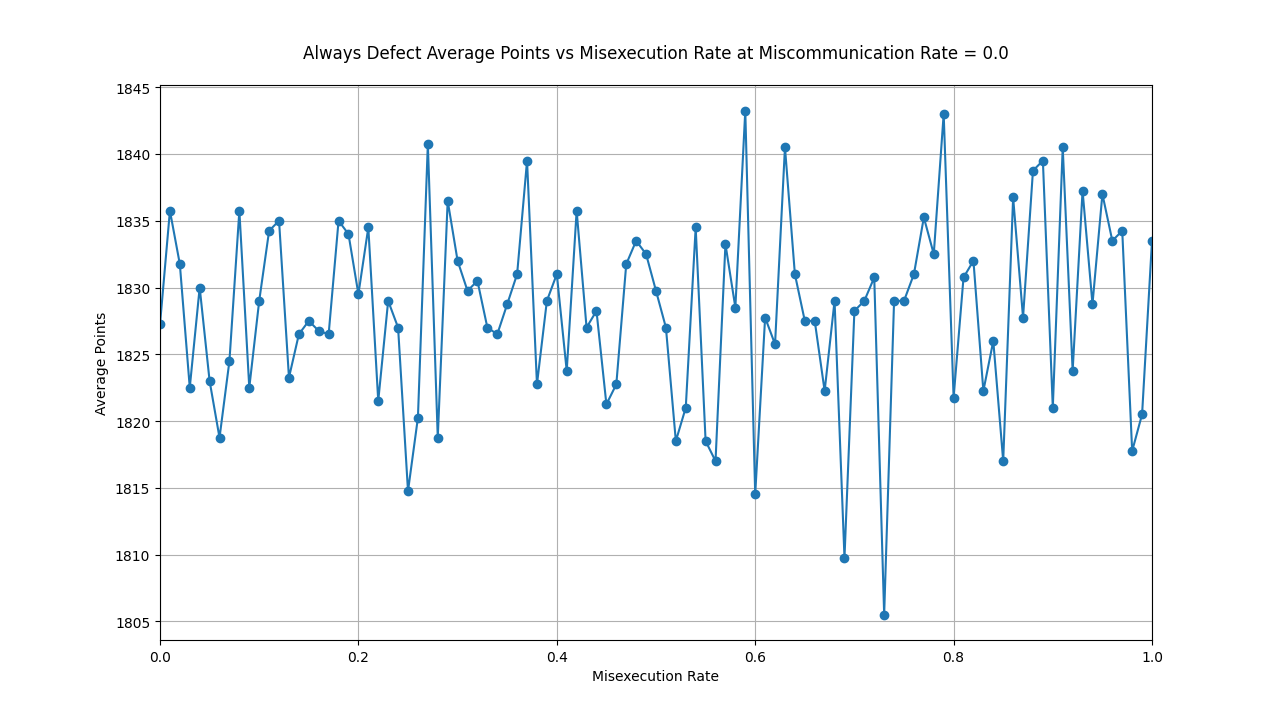 Always Defect Average Points vs Misexecution Rate at Miscommunication Rate = 0.0
1845
1840
1835
1830
1825
1820
1815
1810
1805
Average Points
0.0 0.2 0.4 0.6 0.8 1.0
Misexecution Rate